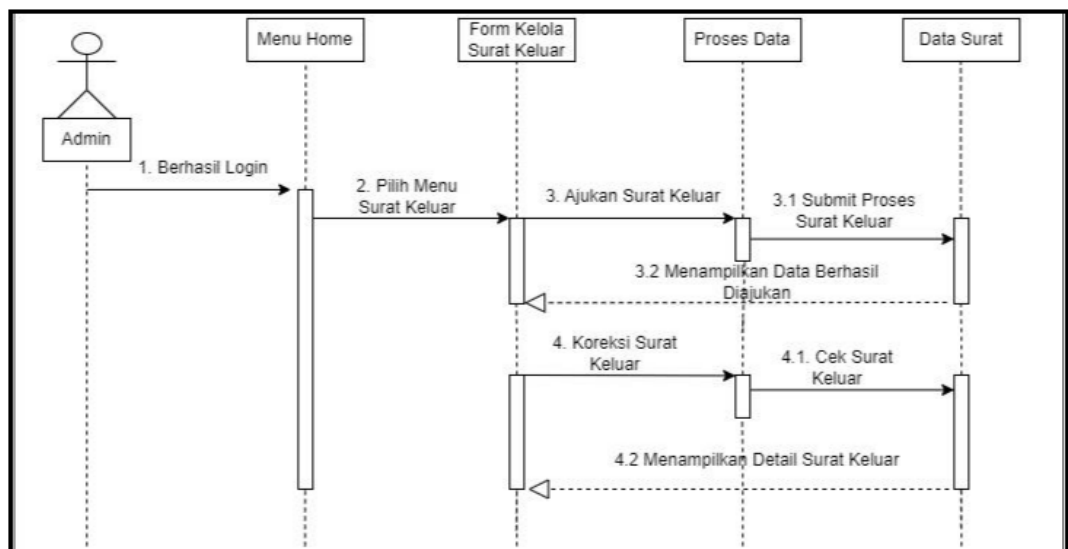 Menu Home
Form Kelola
Surat Keluar
Proses Data
Data Surat
Admin
1. Berhasil Login
2. Pilih Menu
Surat Keluar
3. Ajukan Surat Keluar
3.1 Submit Proses
Surat Keluar
3.2 Menampilkan Data Berhasil
Diajukan
4. Koreksi Surat
Keluar
4.1. Cek Surat
Keluar
4.2 Menampilkan Detail Surat Keluar